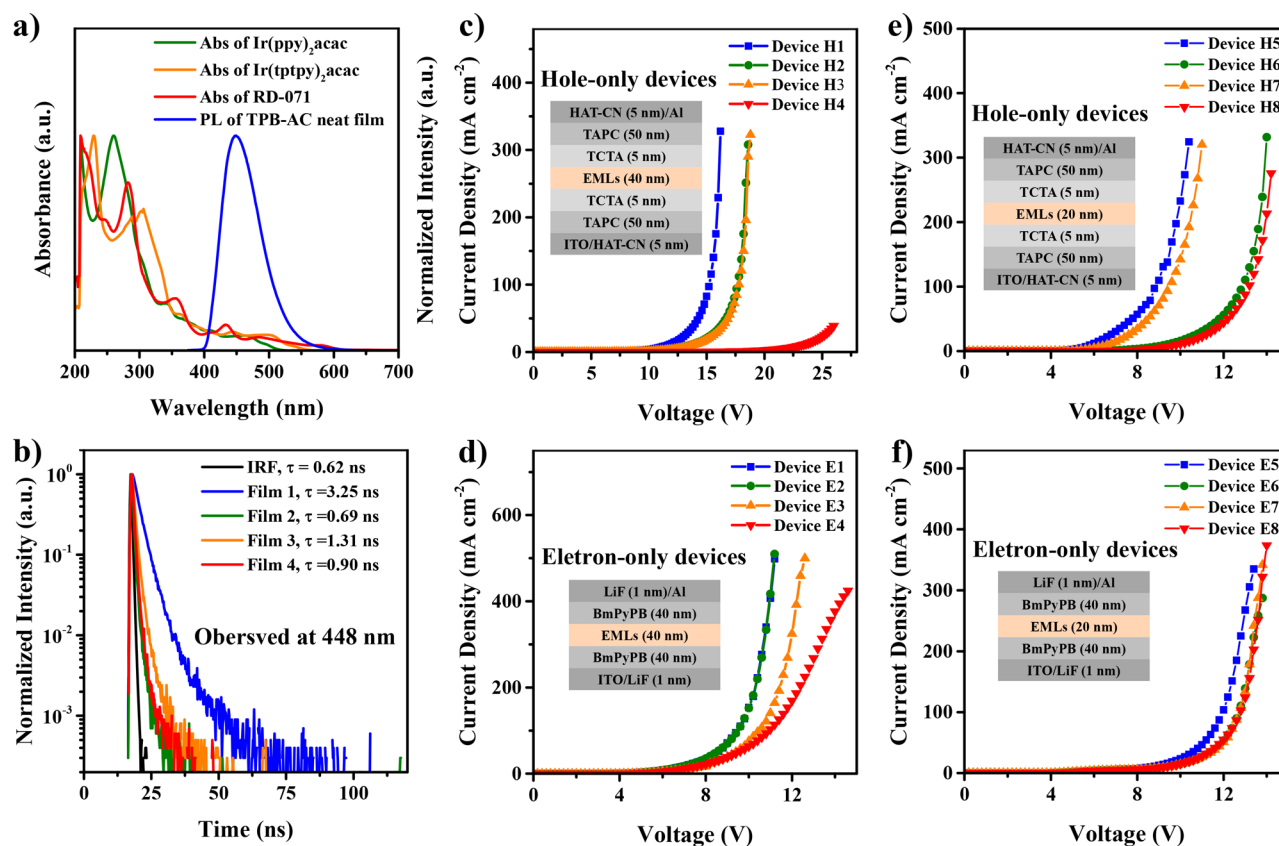 a)
Abs of Ir(ppy)₂acac
Abs of Ir(tptpy)₂acac
Abs of RD-071
PL of TPB-AC neat film
Absorbance (a.u.)
Normalized Intensity (a.u.)
200 300 400 500 600 700
Wavelength (nm)
b)
IRF, τ = 0.62 ns
Film 1, τ =3.25 ns
Film 2, τ =0.69 ns
Film 3, τ =1.31 ns
Film 4, τ =0.90 ns
Obersved at 448 nm
Normalized Intensity (a.u.)
10⁰
10⁻¹
10⁻²
10⁻³
25 50 75 100
Time (ns)
c)
Device H1
Device H2
Device H3
Device H4
Hole-only devices
HAT-CN (5 nm)/Al
TAPC (50 nm)
TCTA (5 nm)
EMLs (40 nm)
TCTA (5 nm)
TAPC (50 nm)
ITO/HAT-CN (5 nm)
Current Density (mA cm⁻²)
400
300
200
100
0
0 5 10 15 20 25
Voltage (V)
d)
Device E1
Device E2
Device E3
Device E4
Eletron-only devices
LiF (1 nm)/Al
BmPyPB (40 nm)
EMLs (40 nm)
BmPyPB (40 nm)
ITO/LiF (1 nm)
Current Density (mA cm⁻²)
600
400
200
0
0 4 8 12
Voltage (V)
e)
Device H5
Device H6
Device H7
Device H8
Hole-only devices
HAT-CN (5 nm)/Al
TAPC (50 nm)
TCTA (5 nm)
EMLs (20 nm)
TCTA (5 nm)
TAPC (50 nm)
ITO/HAT-CN (5 nm)
Current Density (mA cm⁻²)
500
400
300
200
100
0
0 4 8 12
Voltage (V)
f)
Device E5
Device E6
Device E7
Device E8
Eletron-only devices
LiF (1 nm)/Al
BmPyPB (40 nm)
EMLs (20 nm)
BmPyPB (40 nm)
ITO/LiF (1 nm)
Current Density (mA cm⁻²)
500
400
300
200
100
0
0 4 8 12
Voltage (V)